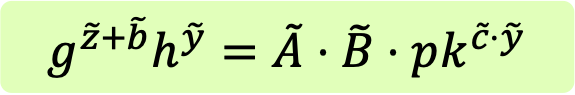 g^{z̃+b̃}h^{ỹ} = Ã · B̃ · pk^{c̃·ỹ}